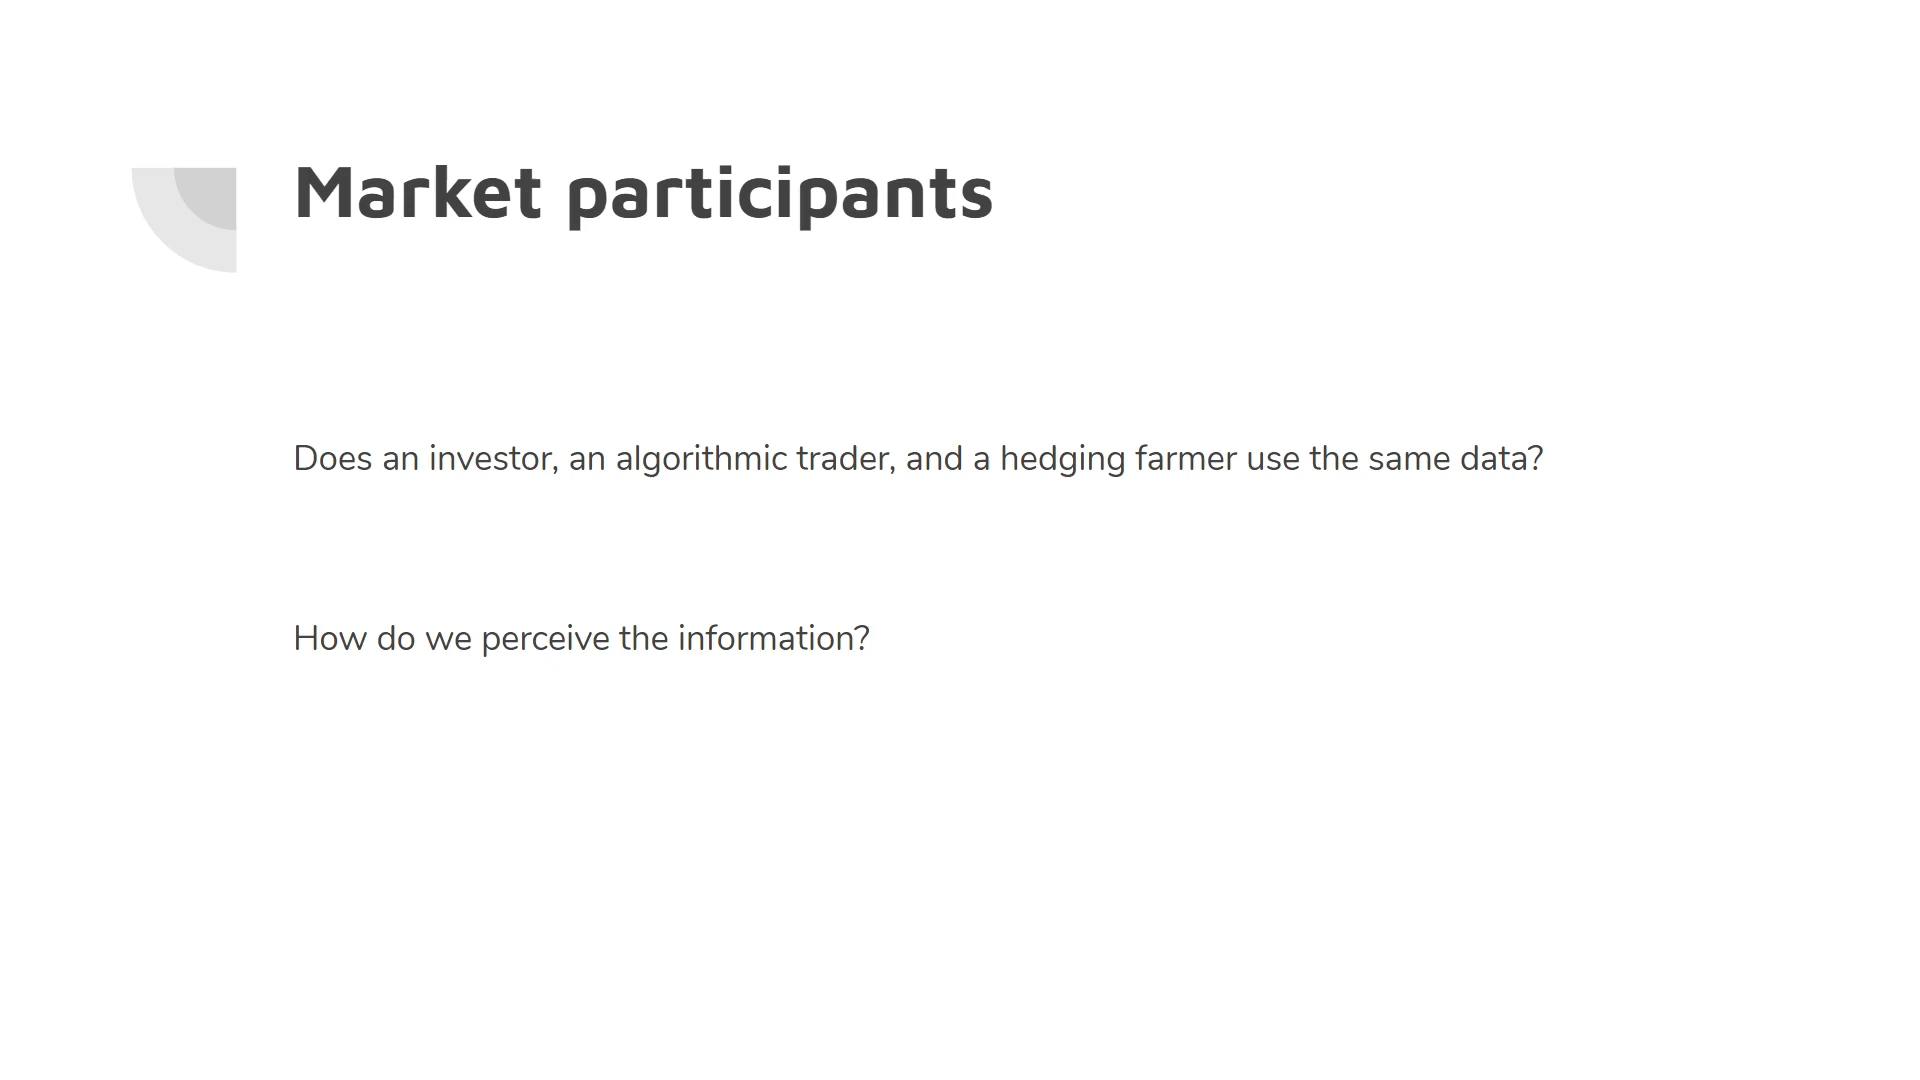 Market participants
Does an investor, an algorithmic trader, and a hedging farmer use the same data?
How do we perceive the information?